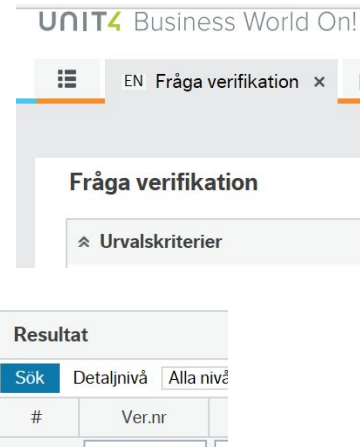 UNIT4 Business World On!
EN Fråga verifikation ×
Fråga verifikation
Urvalskriterier
Resultat
Sök Detaljnivå Alla nivå
# Ver.nr